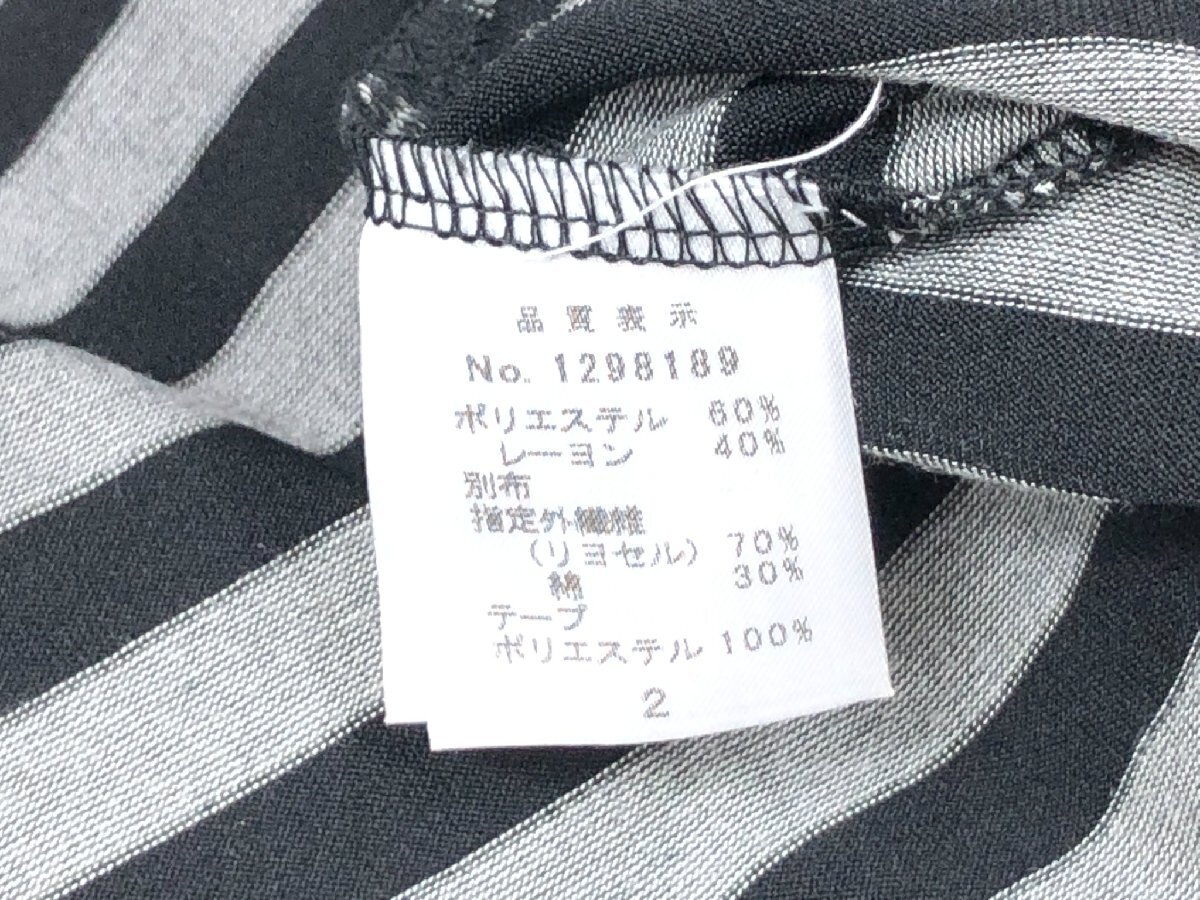 品質表示
No. 1298189
ポリエステル 60%
レーヨン 40%
別布
指定外繊維
(リヨセル) 70%
綿 30%
テープ
ポリエステル 100%
2